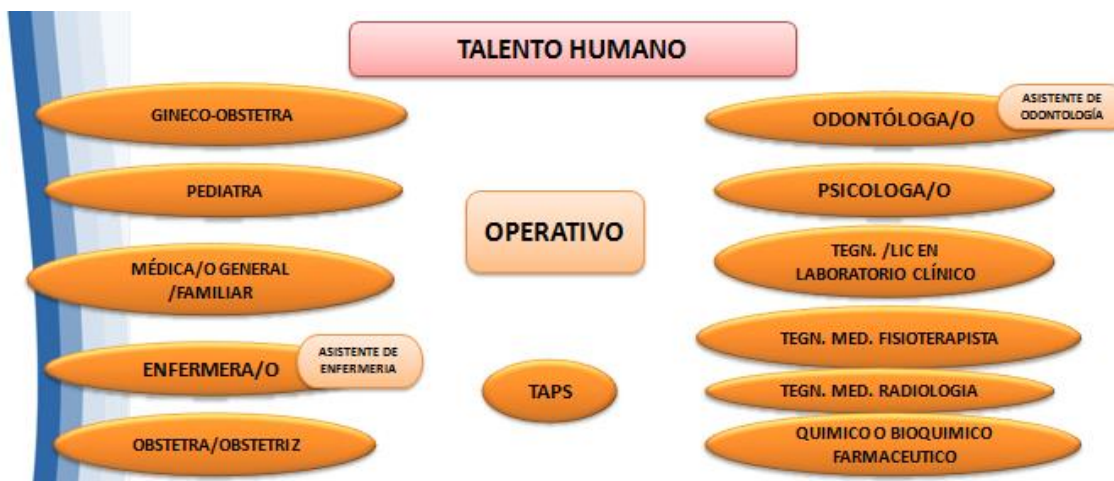 TALENTO HUMANO
GINECO-OBSTETRA
PEDIATRA
MÉDICA/O GENERAL
/FAMILIAR
ENFERMERA/O
ASISTENTE DE
ENFERMERIA
OBSTETRA/OBSTETRIZ
OPERATIVO
TAPS
ODONTÓLOGA/O
ASISTENTE DE
ODONTOLOGÍA
PSICOLOGA/O
TEGN. /LIC EN
LABORATORIO CLÍNICO
TEGN. MED. FISIOTERAPISTA
TEGN. MED. RADIOLOGIA
QUIMICO O BIOQUIMICO
FARMACEUTICO